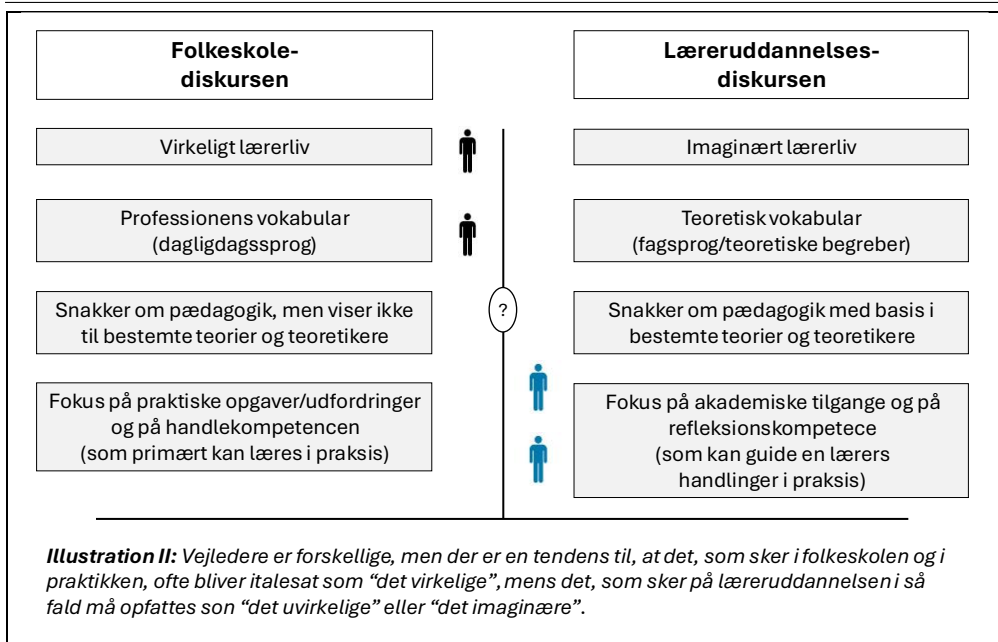 Folkeskole-
diskursen
Læreruddannelses-
diskursen
Virkeligt lærerliv
Imaginært lærerliv
Professionens vokabular
(dagligdagssprog)
Teoretisk vokabular
(fagsprog/teoretiske begreber)
Snakker om pædagogik, men viser ikke
til bestemte teorier og teoretikere
?
Snakker om pædagogik med basis i
bestemte teorier og teoretikere
Fokus på praktiske opgaver/udfordringer
og på handlekompetencen
(som primært kan læres i praksis)
Fokus på akademiske tilgange og på
refleksionskompetece
(som kan guide en lærers
handlinger i praksis)
Illustration II: Vejledere er forskellige, men der er en tendens til, at det, som sker i folkeskolen og i
praktikken, ofte bliver italesat som “det virkelige”, mens det, som sker på læreruddannelsen i så
fald må opfattes son “det uvirkelige” eller “det imaginære”.